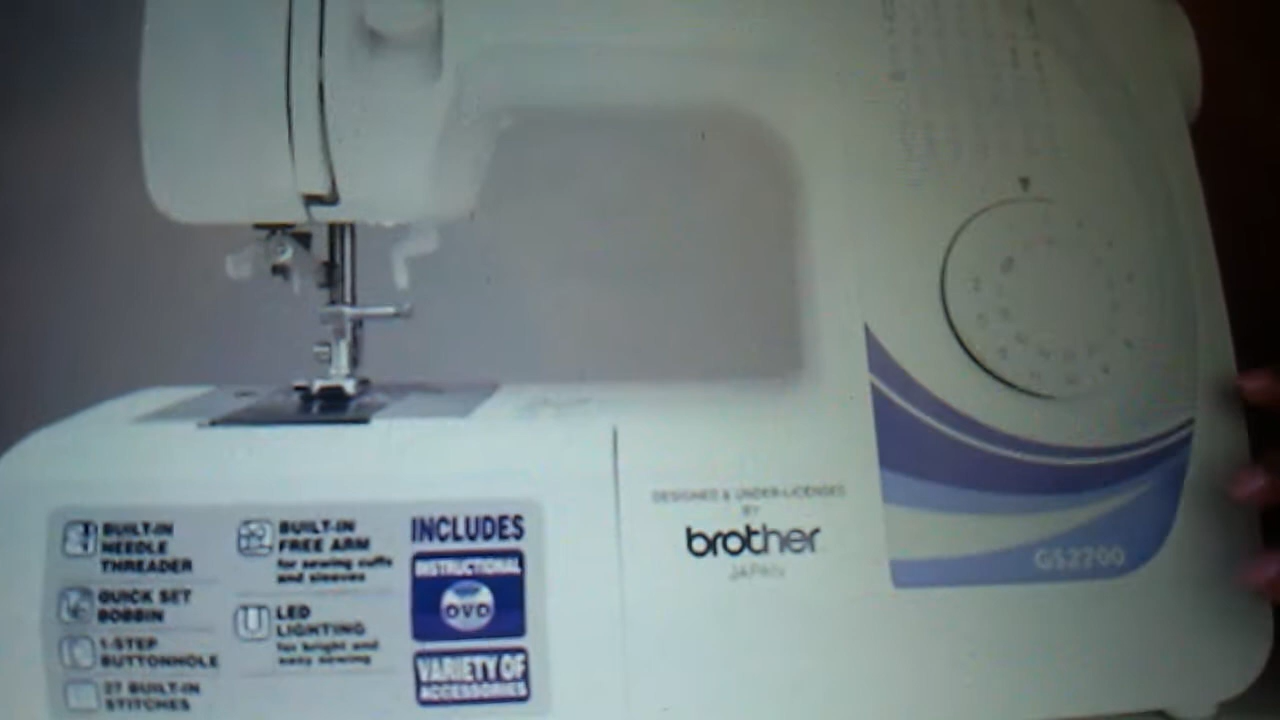 BUILT-IN
NEEDLE
THREADER
QUICK SET
BOBBIN
1-STEP
BUTTONHOLE
27 BUILT-IN
STITCHES
BUILT-IN
FREE ARM
for sewing cuffs
and sleeves
LED
LIGHTING
for bright and
easy sewing
INCLUDES
INSTRUCTIONAL
DVD
VARIETY OF
ACCESSORIES
DESIGNED & UNDER-LICENSED
BY
brother
JAPAN
GS2700